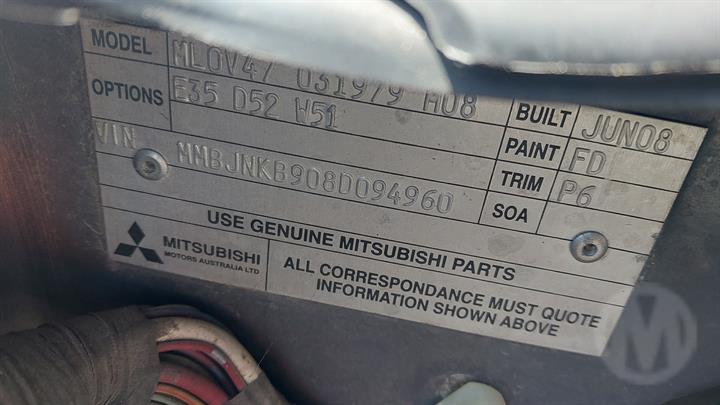 MODEL ML0V47 031979 A08
OPTIONS E35 D52 W51
VIN MMBJNKB908D094960
BUILT JUN08
PAINT FD
TRIM P6
SOA
USE GENUINE MITSUBISHI PARTS
MITSUBISHI
MOTORS AUSTRALIA LTD
ALL CORRESPONDANCE MUST QUOTE
INFORMATION SHOWN ABOVE
M